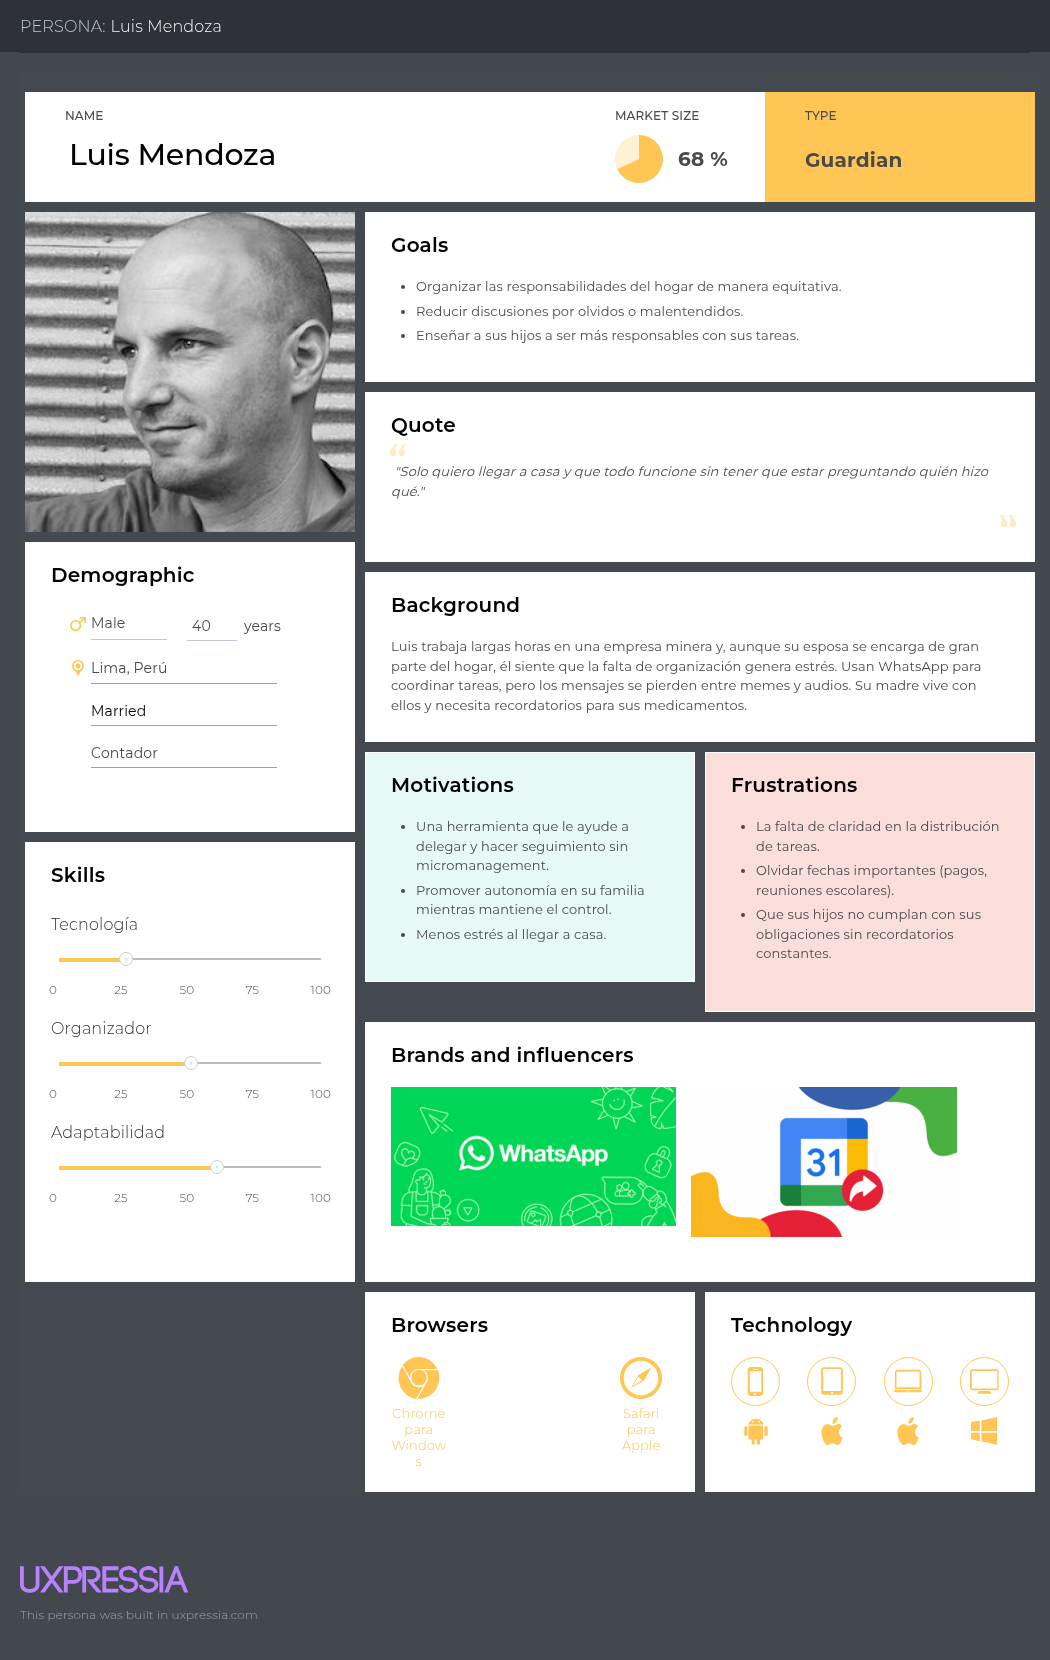 PERSONA: Luis Mendoza
NAME
Luis Mendoza
MARKET SIZE
68 %
TYPE
Guardian
Goals
• Organizar las responsabilidades del hogar de manera equitativa.
• Reducir discusiones por olvidos o malentendidos.
• Enseñar a sus hijos a ser más responsables con sus tareas.
Quote
“
"Solo quiero llegar a casa y que todo funcione sin tener que estar preguntando quién hizo
qué."
”
Demographic
Male
40 years
Lima, Perú
Married
Contador
Background
Luis trabaja largas horas en una empresa minera y, aunque su esposa se encarga de gran
parte del hogar, él siente que la falta de organización genera estrés. Usan WhatsApp para
coordinar tareas, pero los mensajes se pierden entre memes y audios. Su madre vive con
ellos y necesita recordatorios para sus medicamentos.
Motivations
• Una herramienta que le ayude a
delegar y hacer seguimiento sin
micromanagement.
• Promover autonomía en su familia
mientras mantiene el control.
• Menos estrés al llegar a casa.
Frustrations
• La falta de claridad en la distribución
de tareas.
• Olvidar fechas importantes (pagos,
reuniones escolares).
• Que sus hijos no cumplan con sus
obligaciones sin recordatorios
constantes.
Skills
Tecnología
0 25 50 75 100
Organizador
0 25 50 75 100
Adaptabilidad
0 25 50 75 100
Brands and influencers
WhatsApp
31
Browsers
Chrome
para
Window
s
Safari
para
Apple
Technology
UXPRESSIA
This persona was built in uxpressia.com